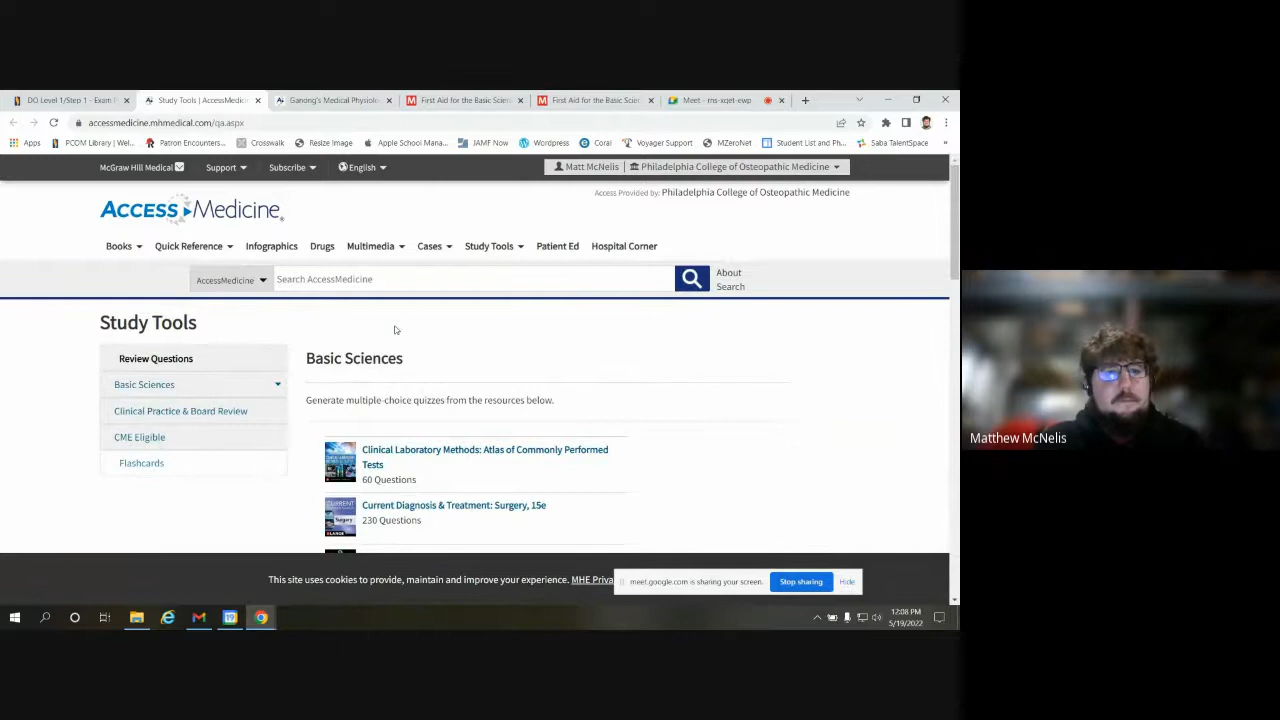 DO Level 1/Step 1 - Exam
Study Tools | AccessMedicin
Ganong's Medical Physiolo
First Aid for the Basic Scien
First Aid for the Basic Scien
Meet - ms-xqet-ewp
accessmedicine.mhmedical.com/qa.aspx
Apps
PCOM Library | Wel...
Patron Encounters...
Crosswalk
Resize Image
Apple School Mana...
JAMF Now
Wordpress
Coral
Voyager Support
MZeroNet
Student List and Ph...
Saba TalentSpace
McGraw Hill Medical
Support
Subscribe
English
Matt McNelis
Philadelphia College of Osteopathic Medicine
Access Provided by: Philadelphia College of Osteopathic Medicine
ACCESS Medicine®
Books
Quick Reference
Infographics
Drugs
Multimedia
Cases
Study Tools
Patient Ed
Hospital Corner
AccessMedicine
Search AccessMedicine
About
Search
Study Tools
Review Questions
Basic Sciences
Clinical Practice & Board Review
CME Eligible
Flashcards
Basic Sciences
Generate multiple-choice quizzes from the resources below.
Clinical Laboratory Methods: Atlas of Commonly Performed
Tests
60 Questions
CURRENT
Surgery
Current Diagnosis & Treatment: Surgery, 15e
230 Questions
This site uses cookies to provide, maintain and improve your experience. MHE Priva
meet.google.com is sharing your screen.
Stop sharing
Hide
19
12:08 PM
5/19/2022
Matthew McNelis